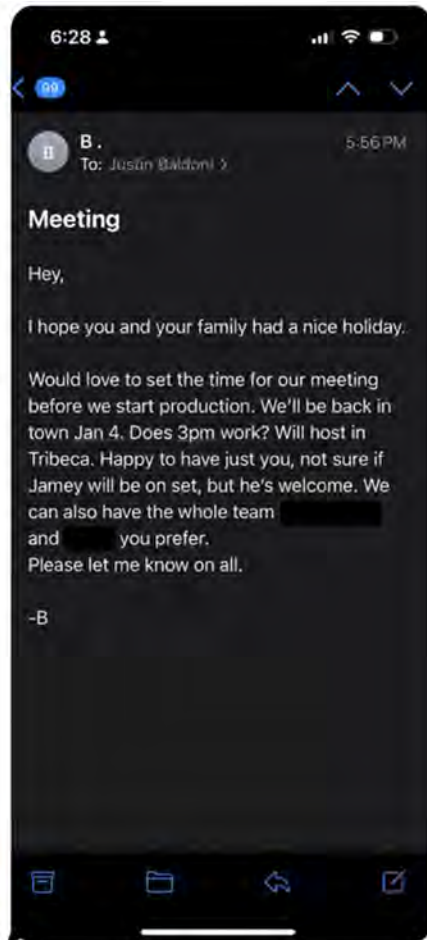 6:28
99
B
B.
5:56 PM
To: Justin Baldoni >
Meeting
Hey,
I hope you and your family had a nice holiday.
Would love to set the time for our meeting
before we start production. We'll be back in
town Jan 4. Does 3pm work? Will host in
Tribeca. Happy to have just you, not sure if
Jamey will be on set, but he's welcome. We
can also have the whole team
and you prefer.
Please let me know on all.
-B